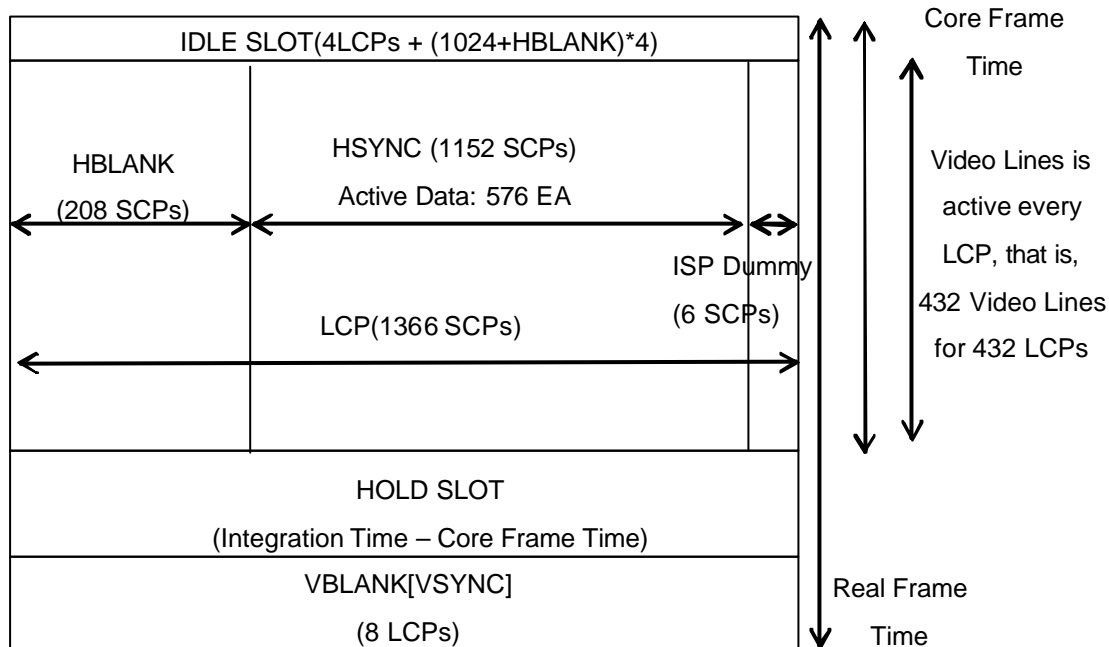 IDLE SLOT(4LCPs + (1024+HBLANK)*4)
HBLANK
(208 SCPs)
HSYNC (1152 SCPs)
Active Data: 576 EA
ISP Dummy
(6 SCPs)
LCP(1366 SCPs)
HOLD SLOT
(Integration Time – Core Frame Time)
VBLANK[VSYNC]
(8 LCPs)
Core Frame
Time
Video Lines is
active every
LCP, that is,
432 Video Lines
for 432 LCPs
Real Frame
Time